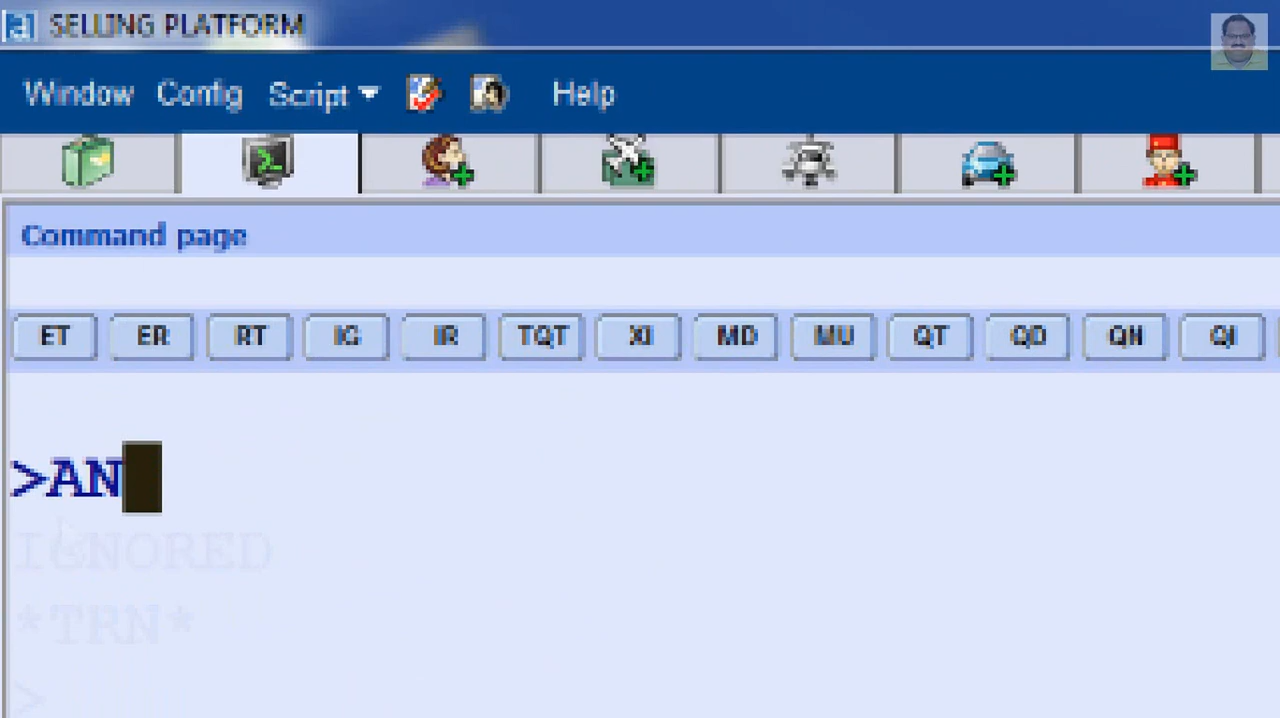 a SELLING PLATFORM
Window Config Script Help
Command page
ET ER RT IG IR TQT XI MD MU QT QD QN QI
>AN
IGNORED
*TRN*
>